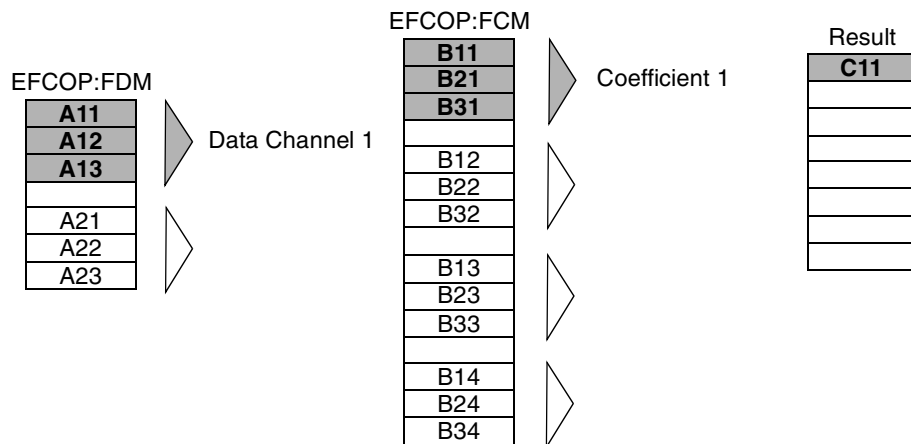 EFCOP:FDM
A11
A12
A13
A21
A22
A23
Data Channel 1
EFCOP:FCM
B11
B21
B31
B12
B22
B32
B13
B23
B33
B14
B24
B34
Coefficient 1
Result
C11